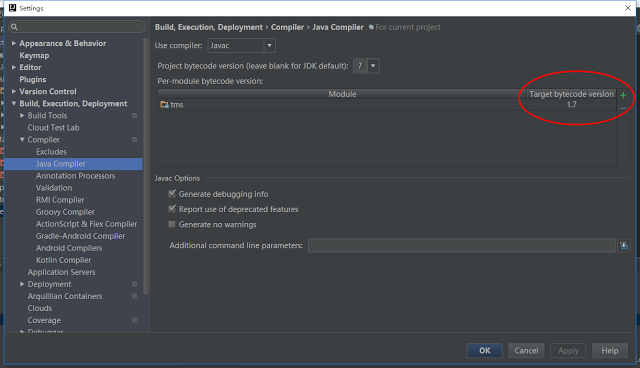 Settings
Appearance & Behavior
Keymap
Editor
Plugins
Version Control
Build, Execution, Deployment
Build Tools
Cloud Test Lab
Compiler
Excludes
Java Compiler
Annotation Processors
Validation
RMI Compiler
Groovy Compiler
ActionScript & Flex Compiler
Gradle-Android Compiler
Android Compilers
Kotlin Compiler
Application Servers
Deployment
Arquillian Containers
Clouds
Coverage
Debugger
Build, Execution, Deployment › Compiler › Java Compiler For current project
Use compiler: Javac
Project bytecode version (leave blank for JDK default): 7
Per-module bytecode version:
Module Target bytecode version
tms 1.7
Javac Options
Generate debugging info
Report use of deprecated features
Generate no warnings
Additional command line parameters:
OK Cancel Apply Help